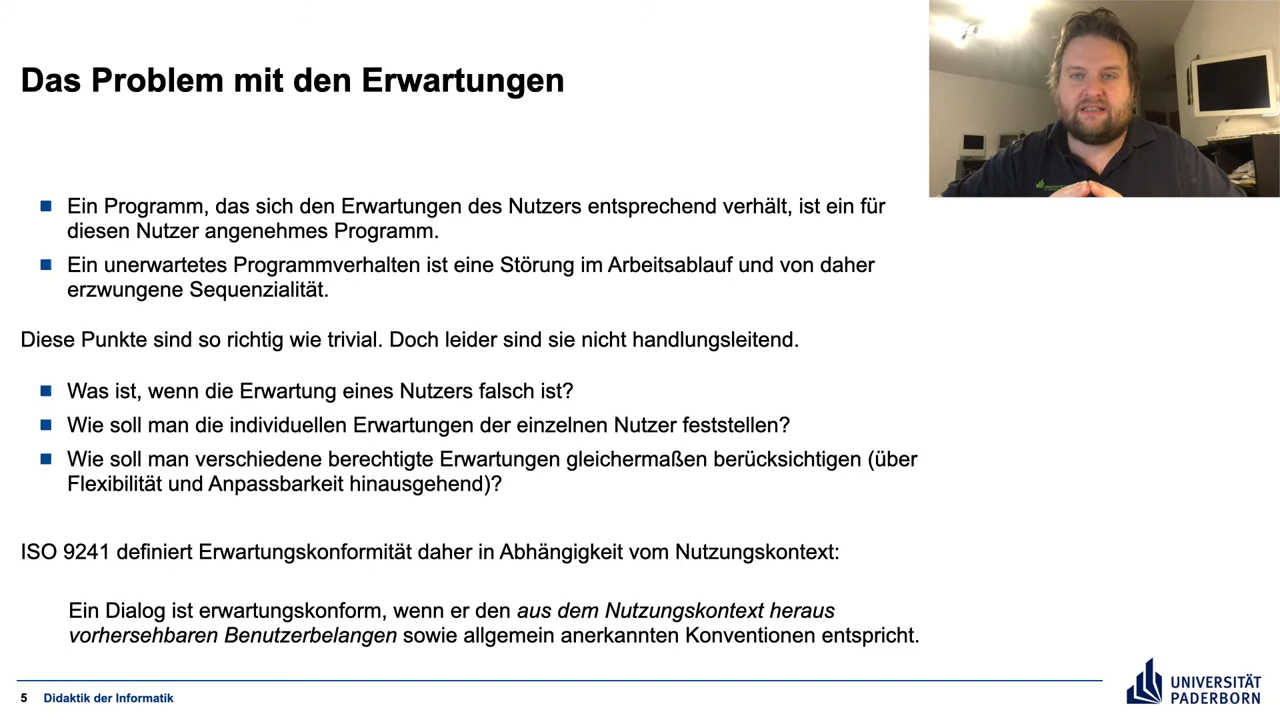 Das Problem mit den Erwartungen
■ Ein Programm, das sich den Erwartungen des Nutzers entsprechend verhält, ist ein für
diesen Nutzer angenehmes Programm.
■ Ein unerwartetes Programmverhalten ist eine Störung im Arbeitsablauf und von daher
erzwungene Sequenzialität.
Diese Punkte sind so richtig wie trivial. Doch leider sind sie nicht handlungsleitend.
■ Was ist, wenn die Erwartung eines Nutzers falsch ist?
■ Wie soll man die individuellen Erwartungen der einzelnen Nutzer feststellen?
■ Wie soll man verschiedene berechtigte Erwartungen gleichermaßen berücksichtigen (über
Flexibilität und Anpassbarkeit hinausgehend)?
ISO 9241 definiert Erwartungskonformität daher in Abhängigkeit vom Nutzungskontext:
Ein Dialog ist erwartungskonform, wenn er den aus dem Nutzungskontext heraus
vorhersehbaren Benutzerbelangen sowie allgemein anerkannten Konventionen entspricht.
5 Didaktik der Informatik
UNIVERSITÄT
PADERBORN